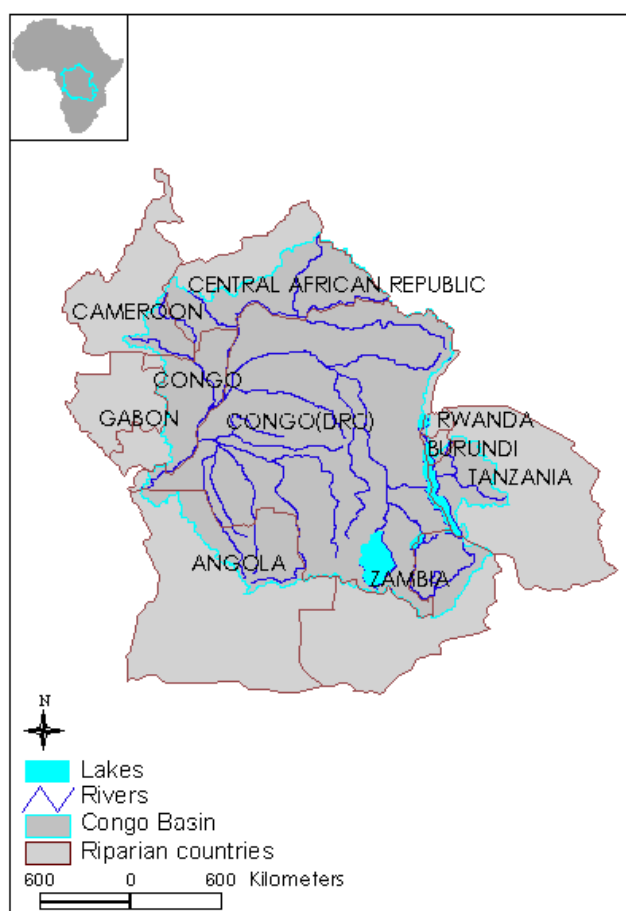 CENTRAL AFRICAN REPUBLIC
CAMEROON
CONGO
GABON
CONGO(DRC)
RWANDA
BURUNDI
TANZANIA
ANGOLA
ZAMBIA
N
Lakes
Rivers
Congo Basin
Riparian countries
600 0 600 Kilometers